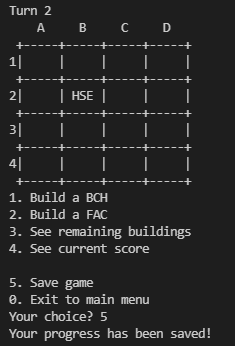 Turn 2
    A     B     C     D
 +-----+-----+-----+-----+
1|     |     |     |     |
 +-----+-----+-----+-----+
2|     | HSE |     |     |
 +-----+-----+-----+-----+
3|     |     |     |     |
 +-----+-----+-----+-----+
4|     |     |     |     |
 +-----+-----+-----+-----+
1. Build a BCH
2. Build a FAC
3. See remaining buildings
4. See current score

5. Save game
0. Exit to main menu
Your choice? 5
Your progress has been saved!